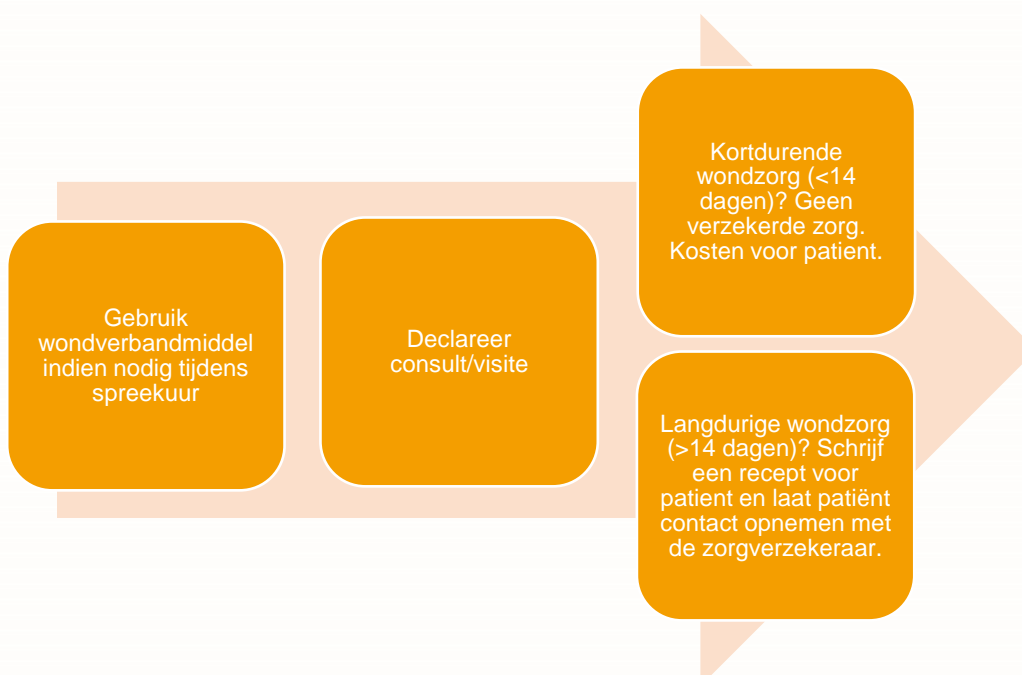 Gebruik
wondverbandmiddel
indien nodig tijdens
spreekuur
Declareer
consult/visite
Kortdurende
wondzorg (<14
dagen)? Geen
verzekerde zorg.
Kosten voor patient.
Langdurige wondzorg
(>14 dagen)? Schrijf
een recept voor
patient en laat patiënt
contact opnemen met
de zorgverzekeraar.